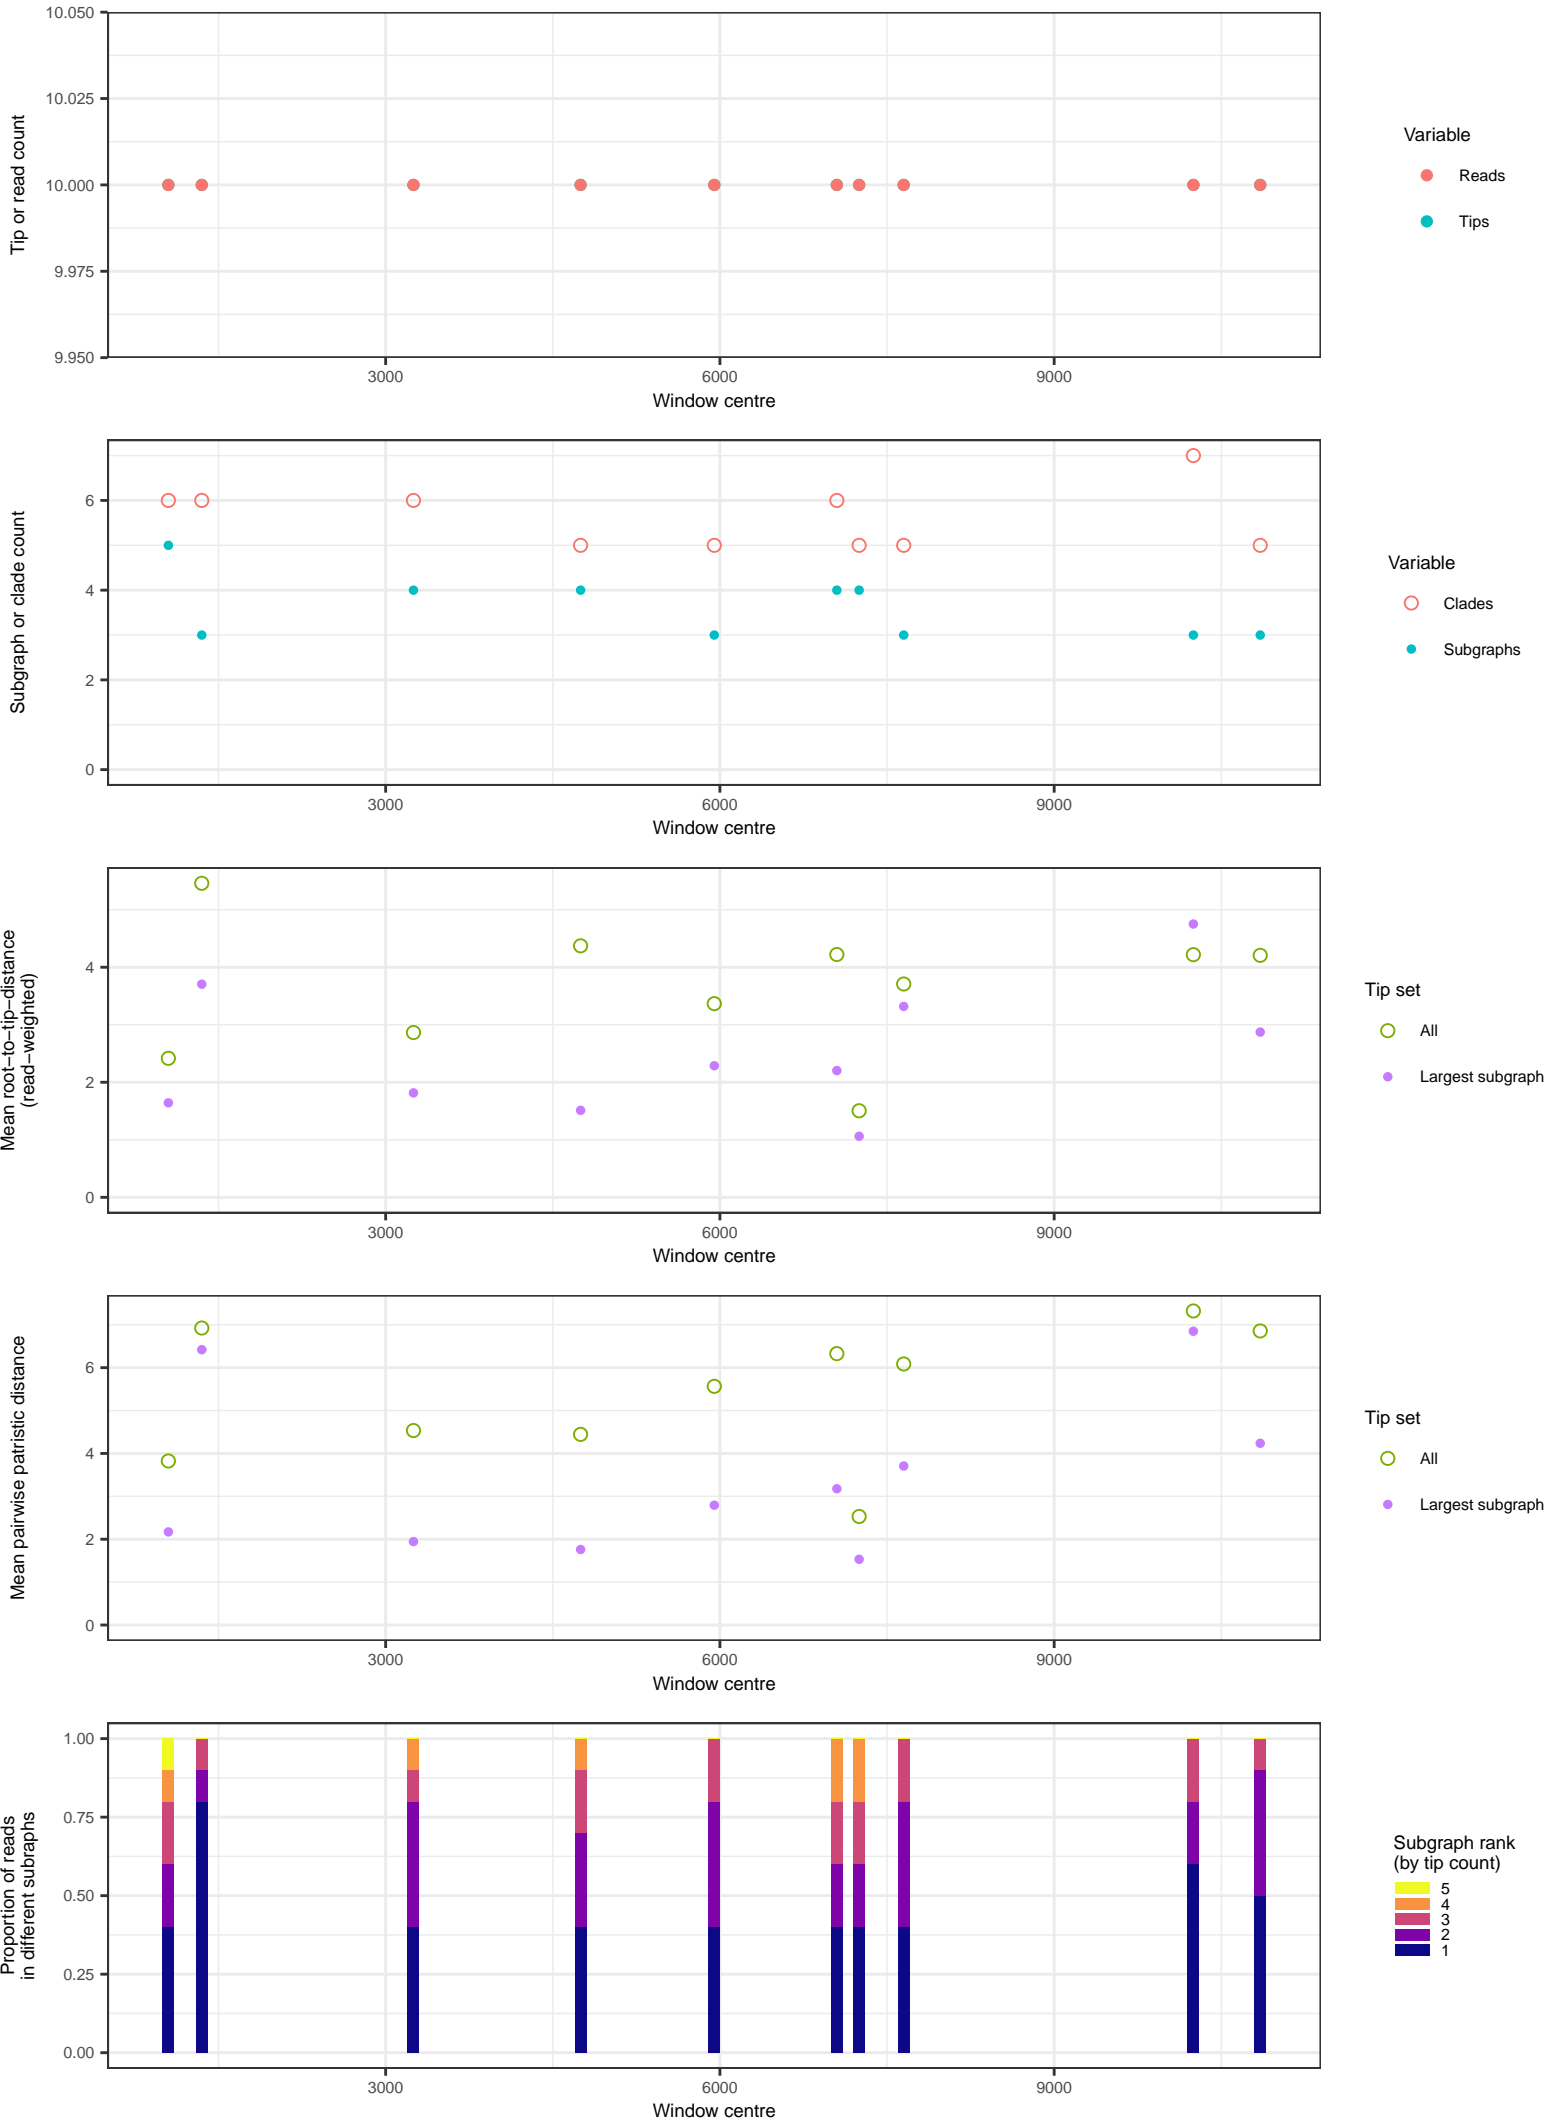 10.050
10.025
10.000
9.975
9.950
Tip or read count
3000
6000
9000
Window centre
Variable
Reads
Tips
6
4
2
0
Subgraph or clade count
3000
6000
9000
Window centre
Variable
Clades
Subgraphs
4
2
0
Mean root−to−tip−distance
(read−weighted)
3000
6000
9000
Window centre
Tip set
All
Largest subgraph
6
4
2
0
Mean pairwise patristic distance
3000
6000
9000
Window centre
Tip set
All
Largest subgraph
1.00
0.75
0.50
0.25
0.00
Proportion of reads
in different subraphs
3000
6000
9000
Window centre
Subgraph rank
(by tip count)
5
4
3
2
1